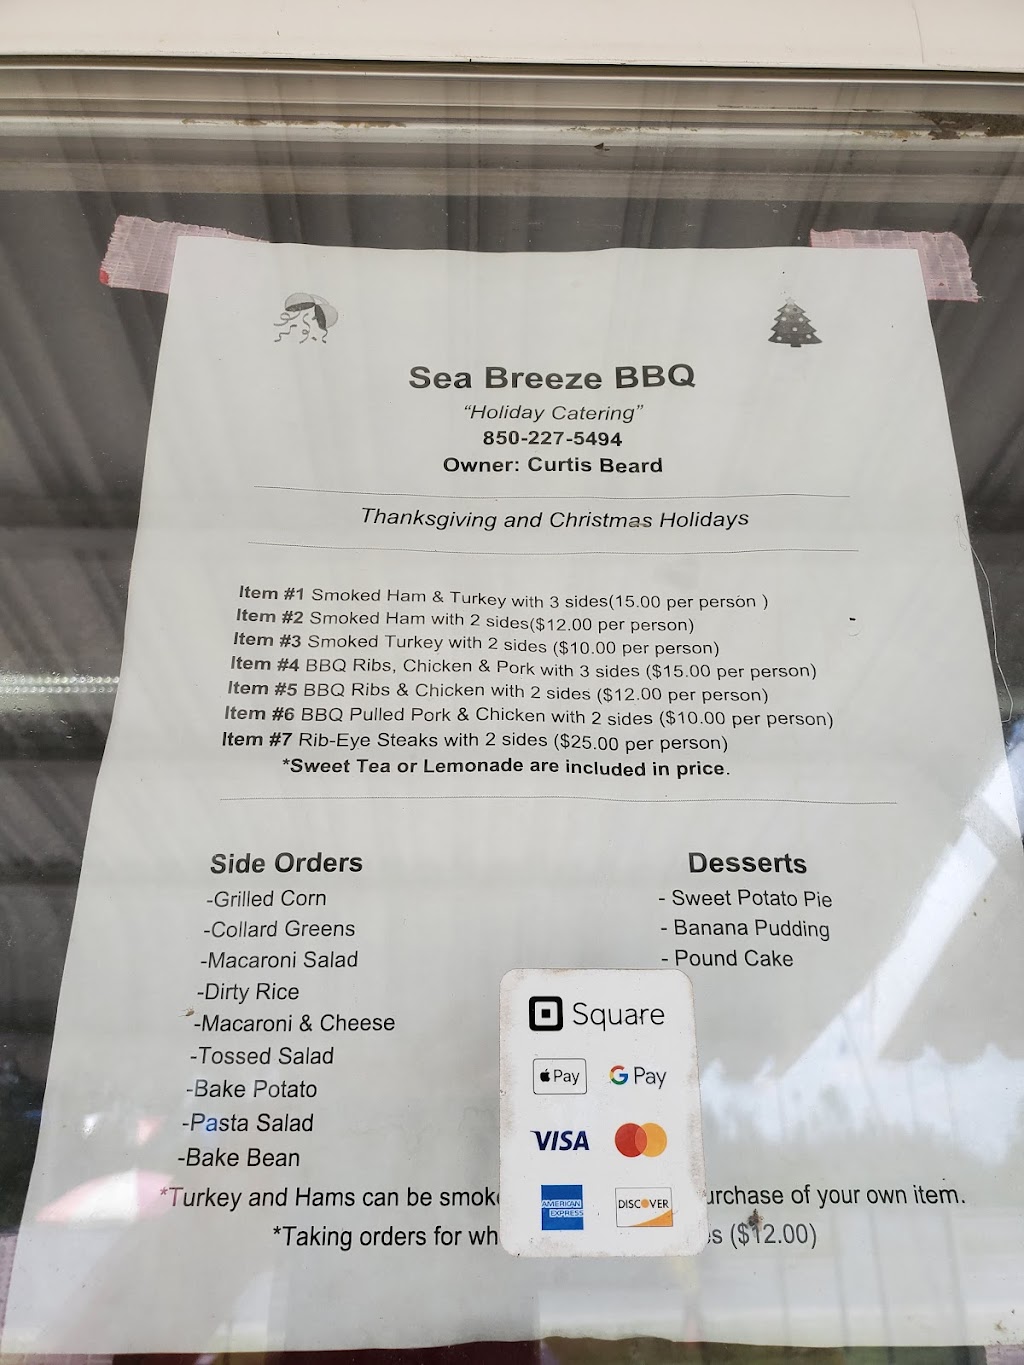 Sea Breeze BBQ
“Holiday Catering”
850-227-5494
Owner: Curtis Beard
Thanksgiving and Christmas Holidays
Item #1 Smoked Ham & Turkey with 3 sides(15.00 per person )
Item #2 Smoked Ham with 2 sides($12.00 per person)
Item #3 Smoked Turkey with 2 sides ($10.00 per person)
Item #4 BBQ Ribs, Chicken & Pork with 3 sides ($15.00 per person)
Item #5 BBQ Ribs & Chicken with 2 sides ($12.00 per person)
Item #6 BBQ Pulled Pork & Chicken with 2 sides ($10.00 per person)
Item #7 Rib-Eye Steaks with 2 sides ($25.00 per person)
*Sweet Tea or Lemonade are included in price.
Side Orders
-Grilled Corn
-Collard Greens
-Macaroni Salad
-Dirty Rice
-Macaroni & Cheese
-Tossed Salad
-Bake Potato
-Pasta Salad
-Bake Bean
Desserts
- Sweet Potato Pie
- Banana Pudding
- Pound Cake
*Turkey and Hams can be of your own item.
*Taking orders for ($12.00)
Square
Pay
G Pay
VISA
AMERICAN
EXPRESS
DISCOVER